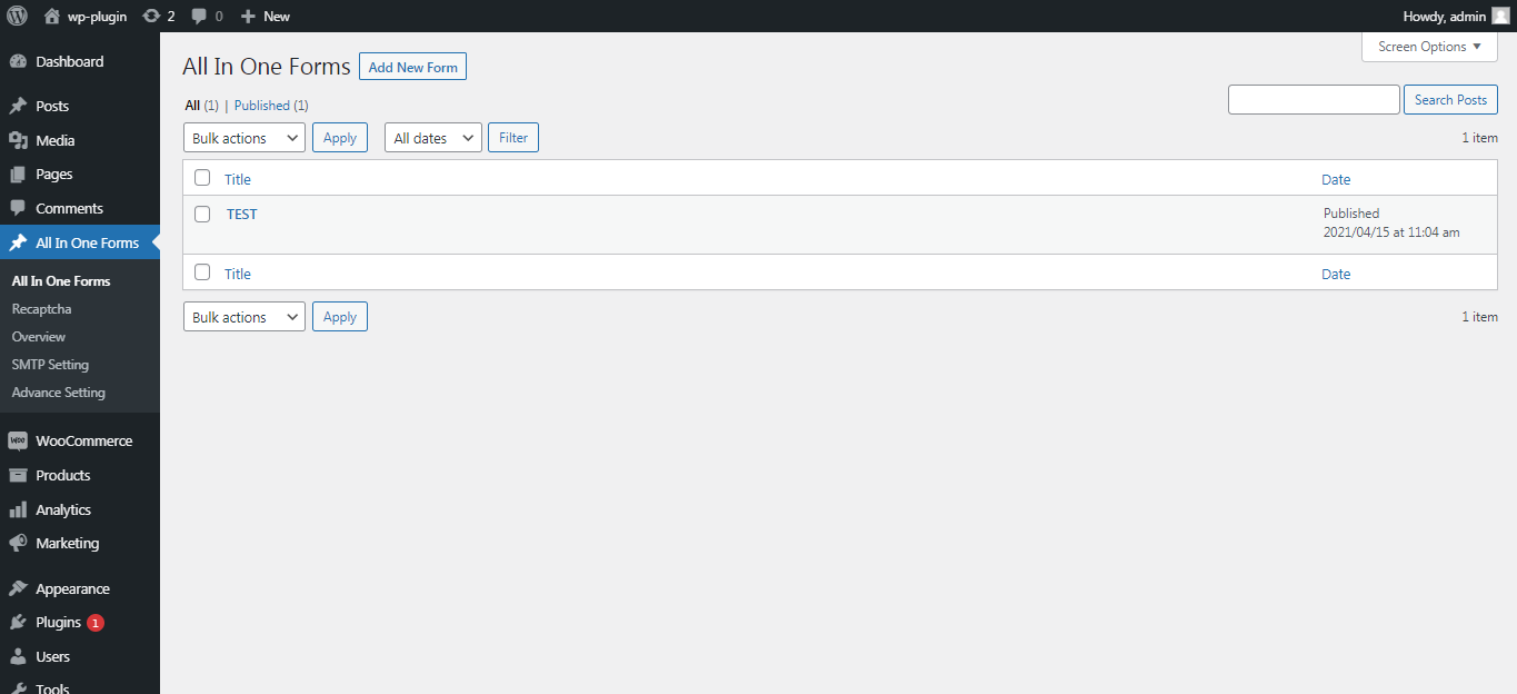 wp-plugin 2 0 New Howdy, admin
Screen Options ▼
Dashboard
Posts
Media
Pages
Comments
All In One Forms
All In One Forms
Recaptcha
Overview
SMTP Setting
Advance Setting
WooCommerce
Products
Analytics
Marketing
Appearance
Plugins 1
Users
Tools
All In One Forms Add New Form
All (1) | Published (1)
Search Posts
Bulk actions Apply All dates Filter 1 item
Title Date
TEST Published
2021/04/15 at 11:04 am
Title Date
Bulk actions Apply 1 item